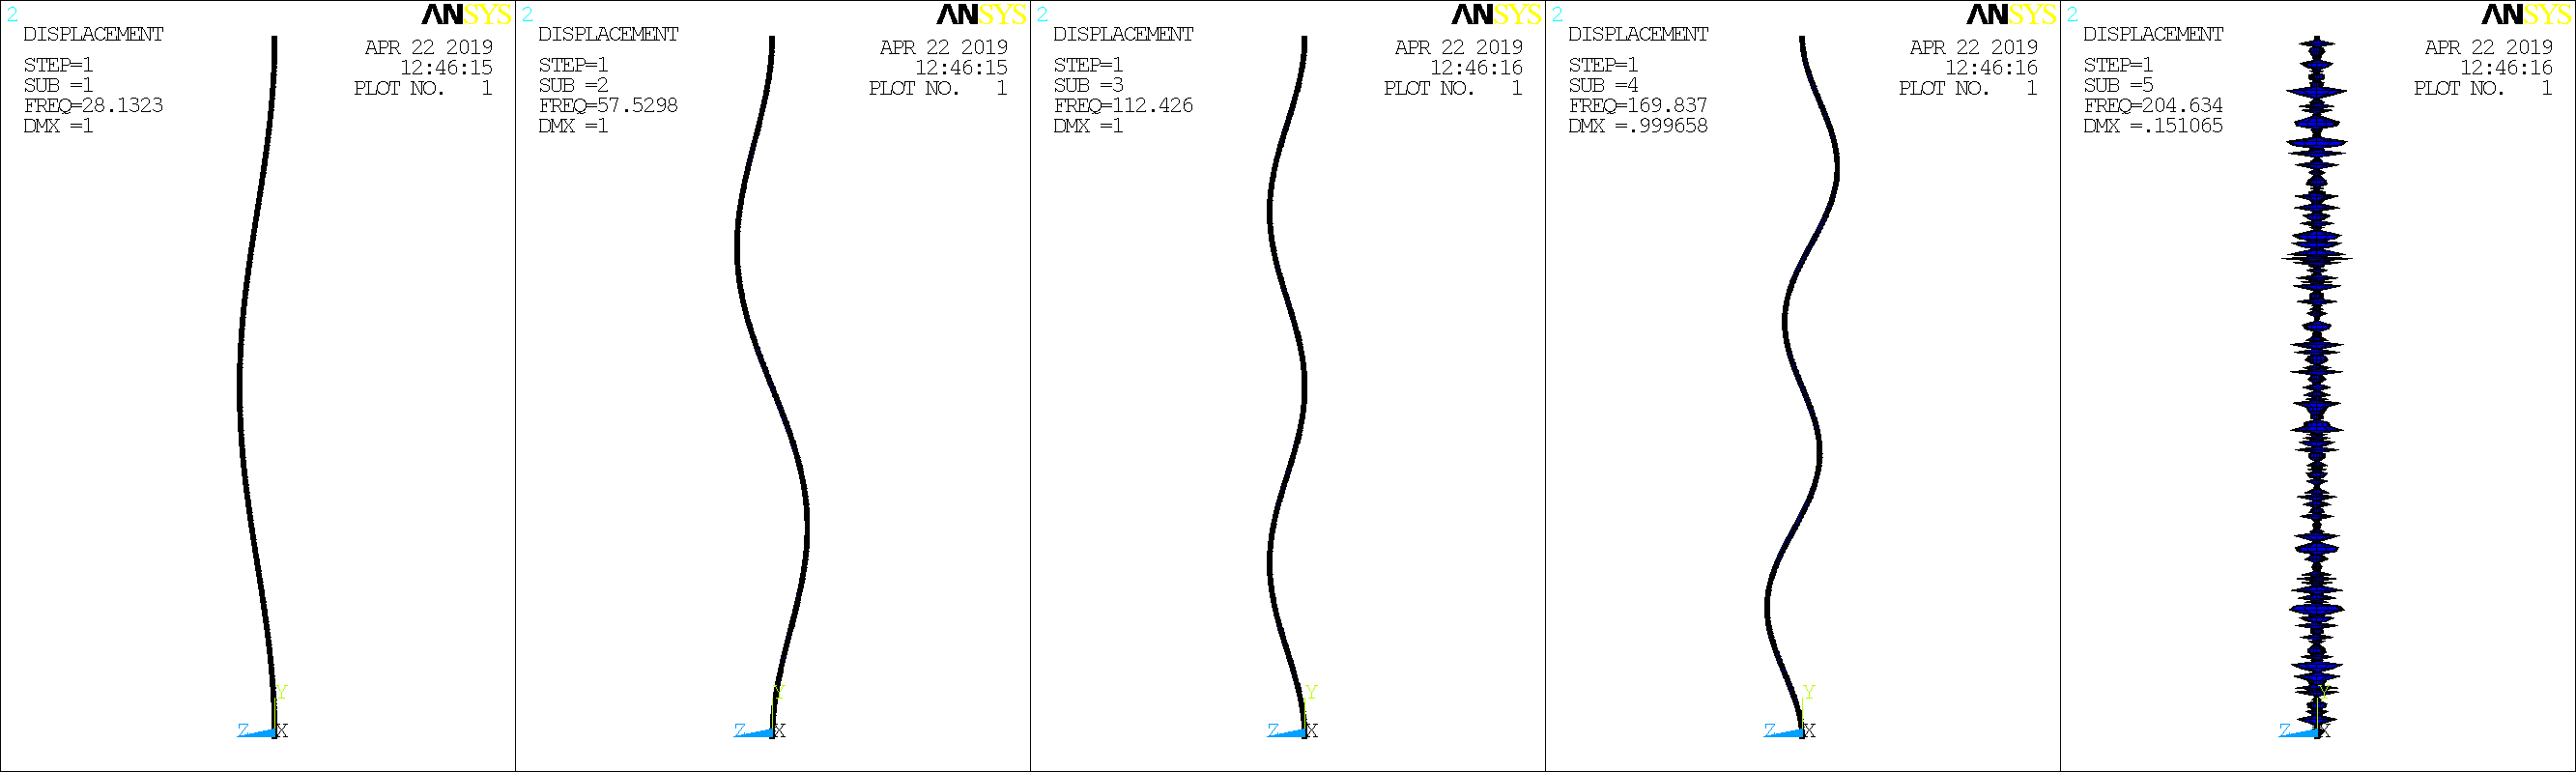 2
ANSYS
DISPLACEMENT
STEP=1
SUB =1
FREQ=28.1323
DMX =1
APR 22 2019
12:46:15
PLOT NO. 1
Y
Z X
2
ANSYS
DISPLACEMENT
STEP=1
SUB =2
FREQ=57.5298
DMX =1
APR 22 2019
12:46:15
PLOT NO. 1
Y
Z X
2
ANSYS
DISPLACEMENT
STEP=1
SUB =3
FREQ=112.426
DMX =1
APR 22 2019
12:46:16
PLOT NO. 1
Y
Z X
2
ANSYS
DISPLACEMENT
STEP=1
SUB =4
FREQ=169.837
DMX =.999658
APR 22 2019
12:46:16
PLOT NO. 1
Y
Z X
2
ANSYS
DISPLACEMENT
STEP=1
SUB =5
FREQ=204.634
DMX =.151065
APR 22 2019
12:46:16
PLOT NO. 1
Y
Z X